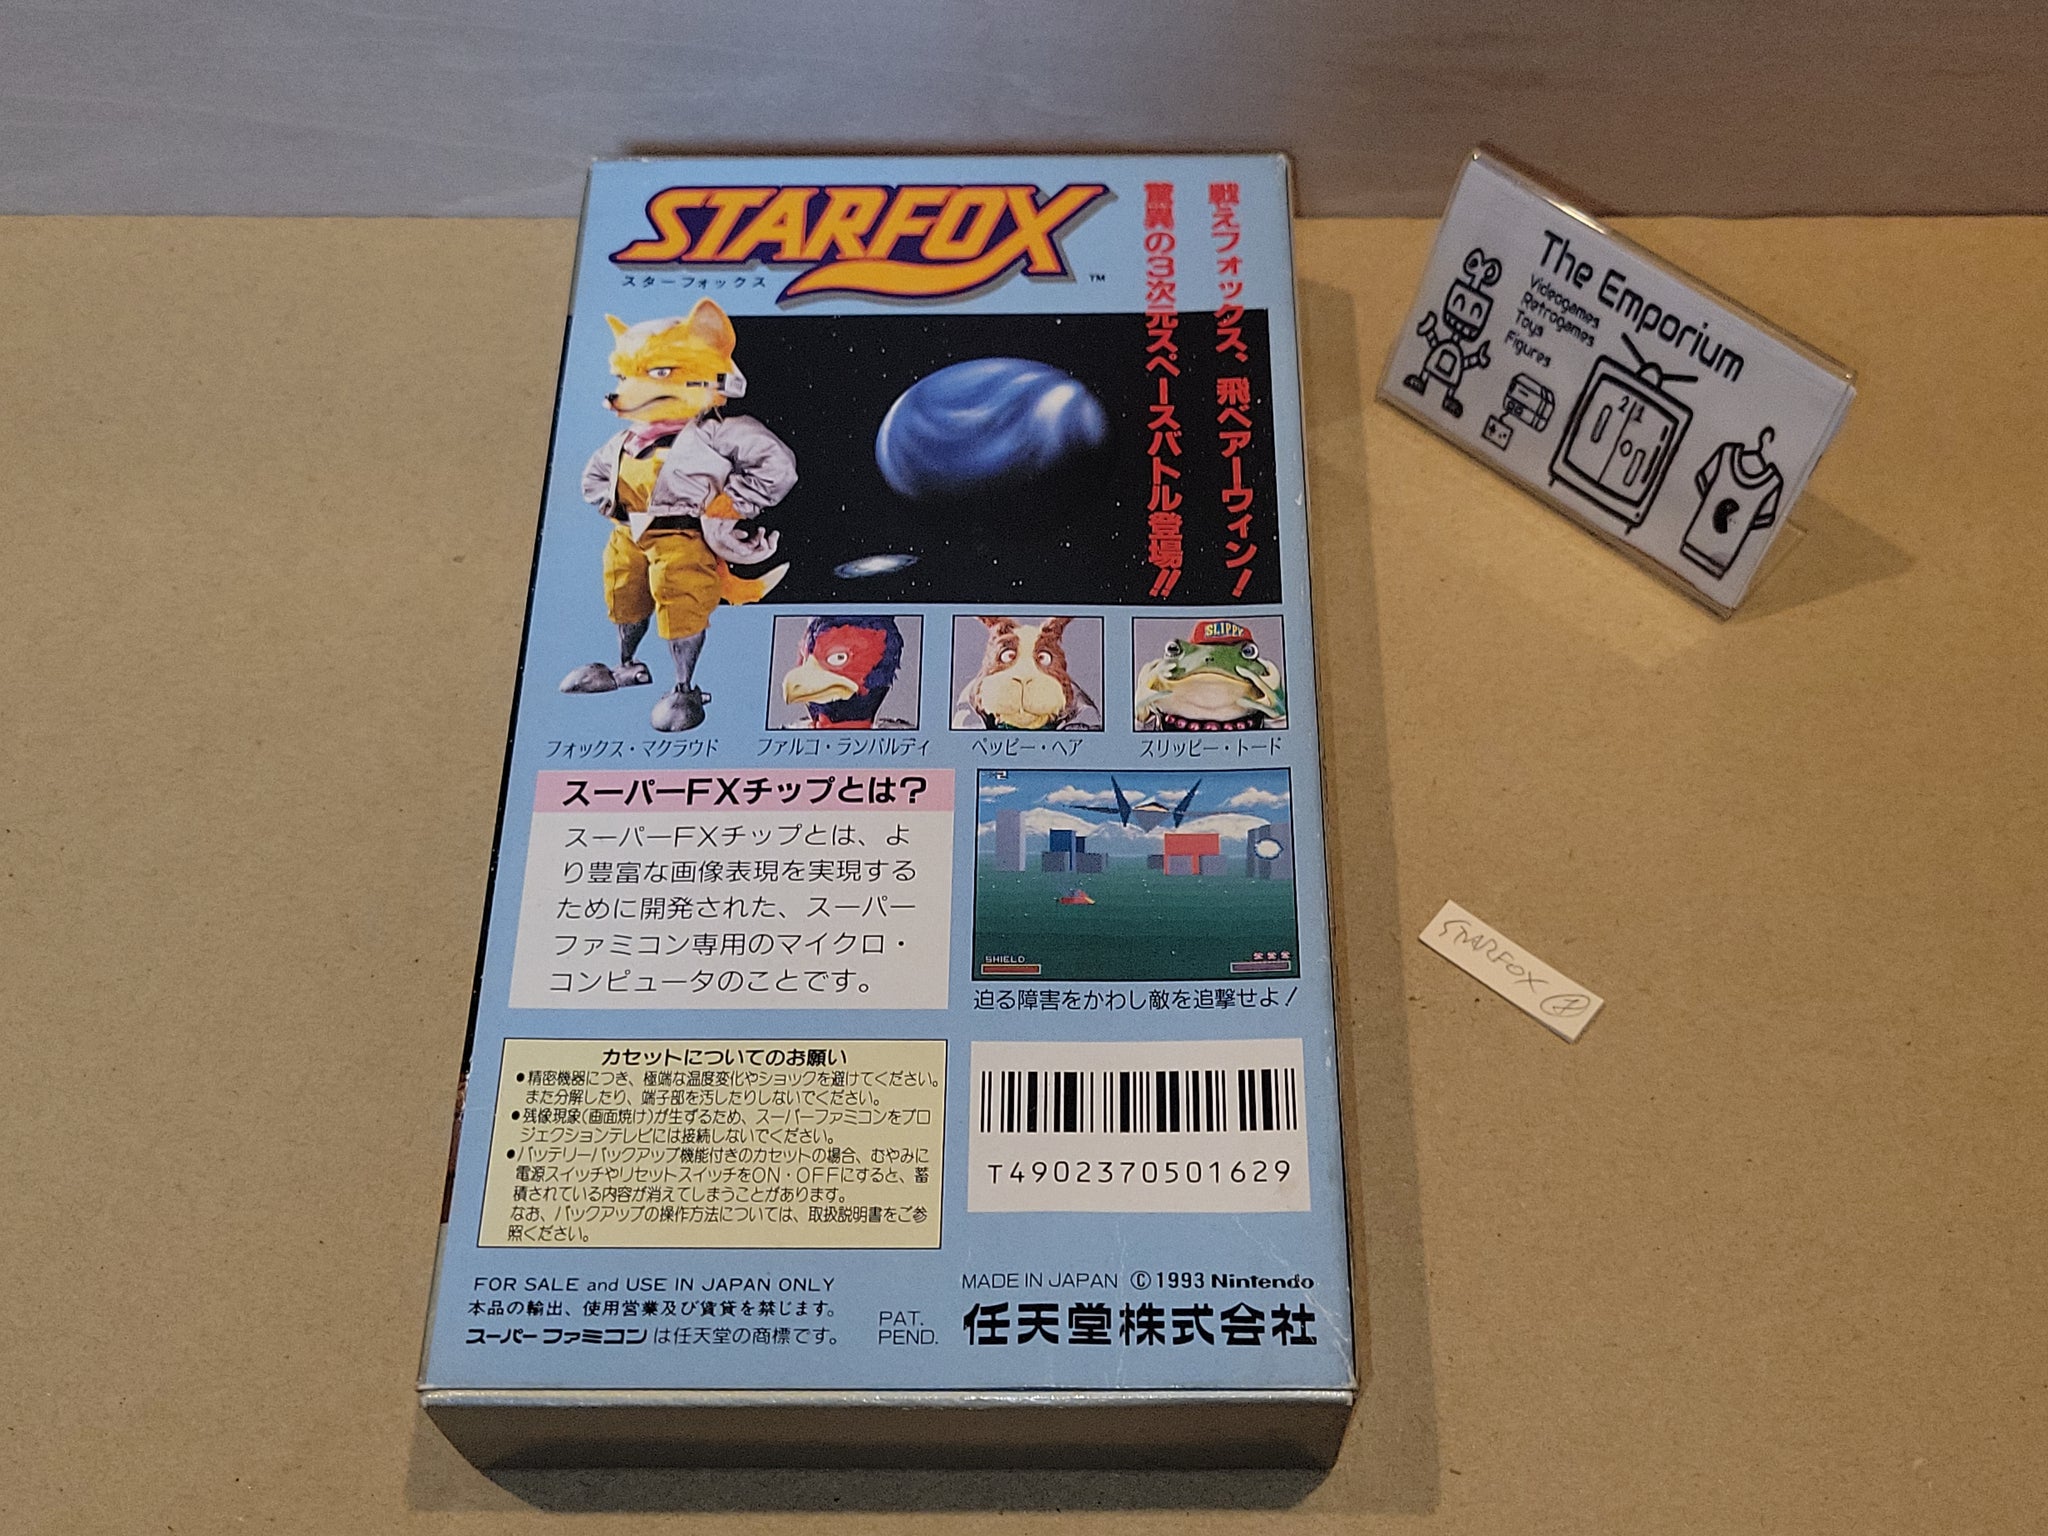 STARFOX
TM
スターフォックス
戦えフォックス、飛べアーウィン!
驚異の3次元スペースバトル登場!!
SLIPPY
フォックス・マクラウド
ファルコ・ランバルディ
ペッピー・ヘア
スリッピー・トード
スーパーFXチップとは?
スーパーFXチップとは、よ
り豊富な画像表現を実現する
ために開発された、スーパー
ファミコン専用のマイクロ・
コンピュータのことです。
SHIELD
迫る障害をかわし敵を追撃せよ!
カセットについてのお願い
●精密機器につき、極端な温度変化やショックを避けてください。
また分解したり、端子部を汚したりしないでください。
●残像現象(画面焼け)が生ずるため、スーパーファミコンをプロ
ジェクションテレビには接続しないでください。
●バッテリーバックアップ機能付きのカセットの場合、むやみに
電源スイッチやリセットスイッチをON・OFFにすると、蓄
積されている内容が消えてしまうことがあります。
なお、バックアップの操作方法については、取扱説明書をご参
照ください。
T4902370501629
FOR SALE and USE IN JAPAN ONLY
本品の輸出、使用営業及び賃貸を禁じます。
スーパーファミコンは任天堂の商標です。
PAT.
PEND.
MADE IN JAPAN ©1993 Nintendo
任天堂株式会社
The Emporium
Videogames
Retrogames
Toys
Figures
2 1
STARFOX